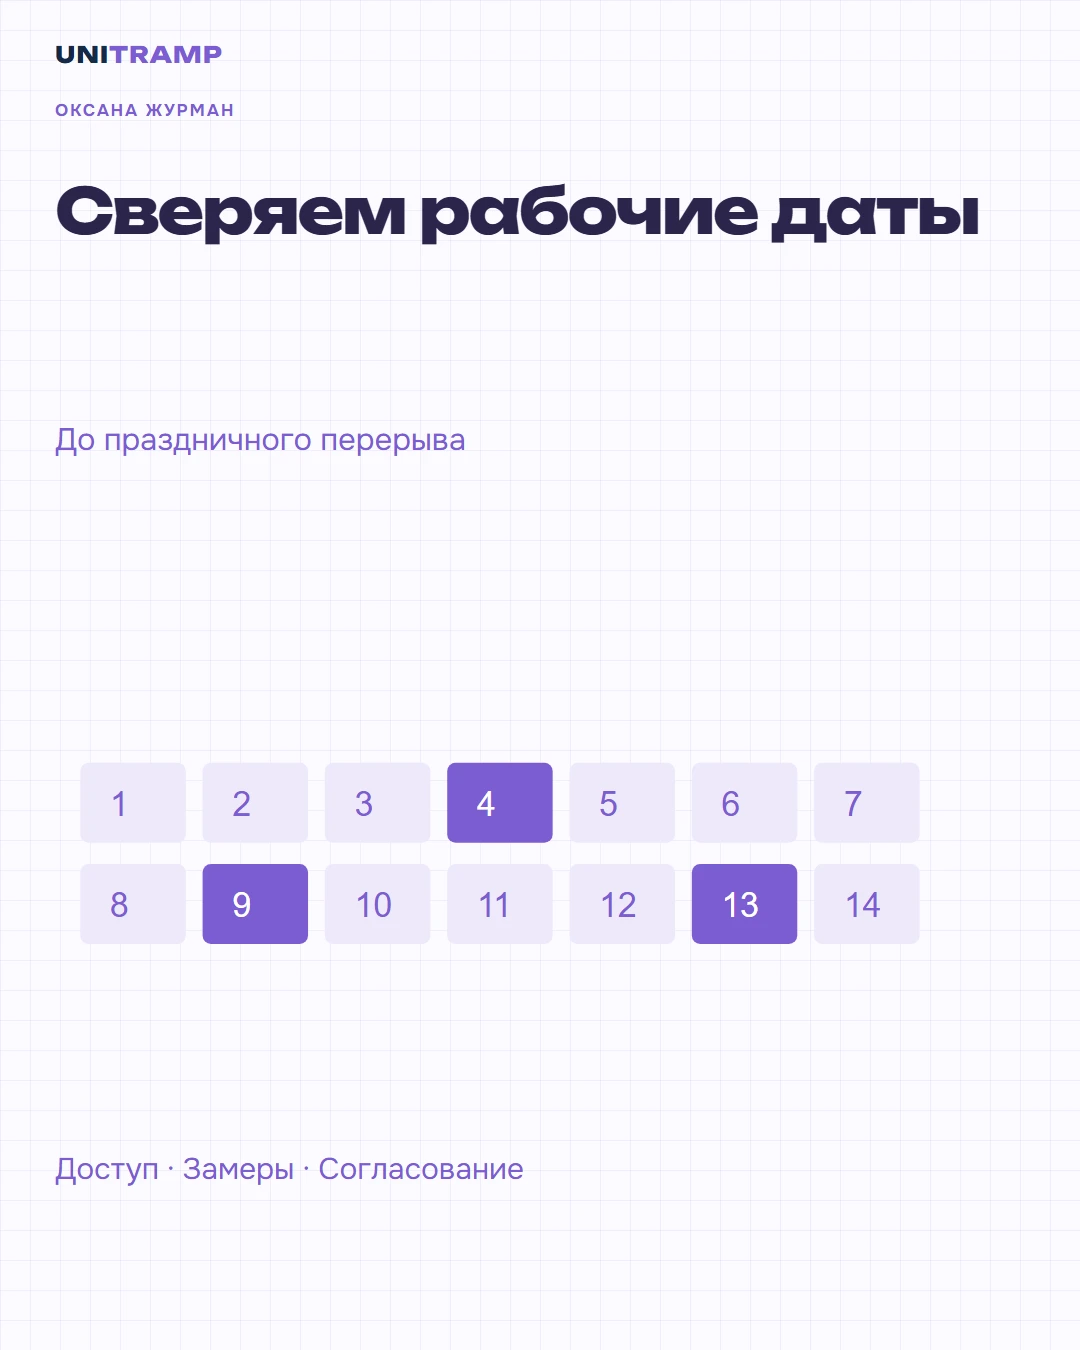 UNITRAMP
ОКСАНА ЖУРМАН
Сверяем рабочие даты
До праздничного перерыва
1 2 3 4 5 6 7
8 9 10 11 12 13 14
Доступ · Замеры · Согласование